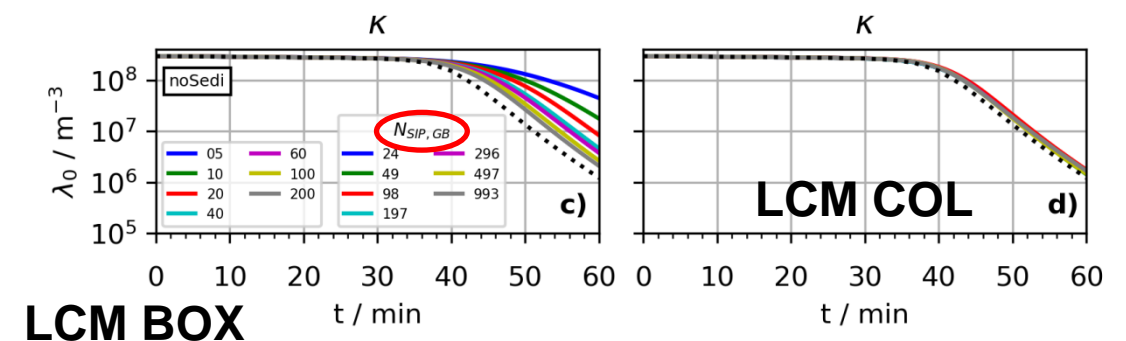 κ
κ
10⁸
10⁷
10⁶
10⁵
λ₀ / m⁻³
noSedi
N_{SIP, GB}
05
10
20
40
60
100
200
24
49
98
197
296
497
993
c)
LCM COL
d)
0 10 20 30 40 50 60
0 10 20 30 40 50 60
t / min
t / min
LCM BOX